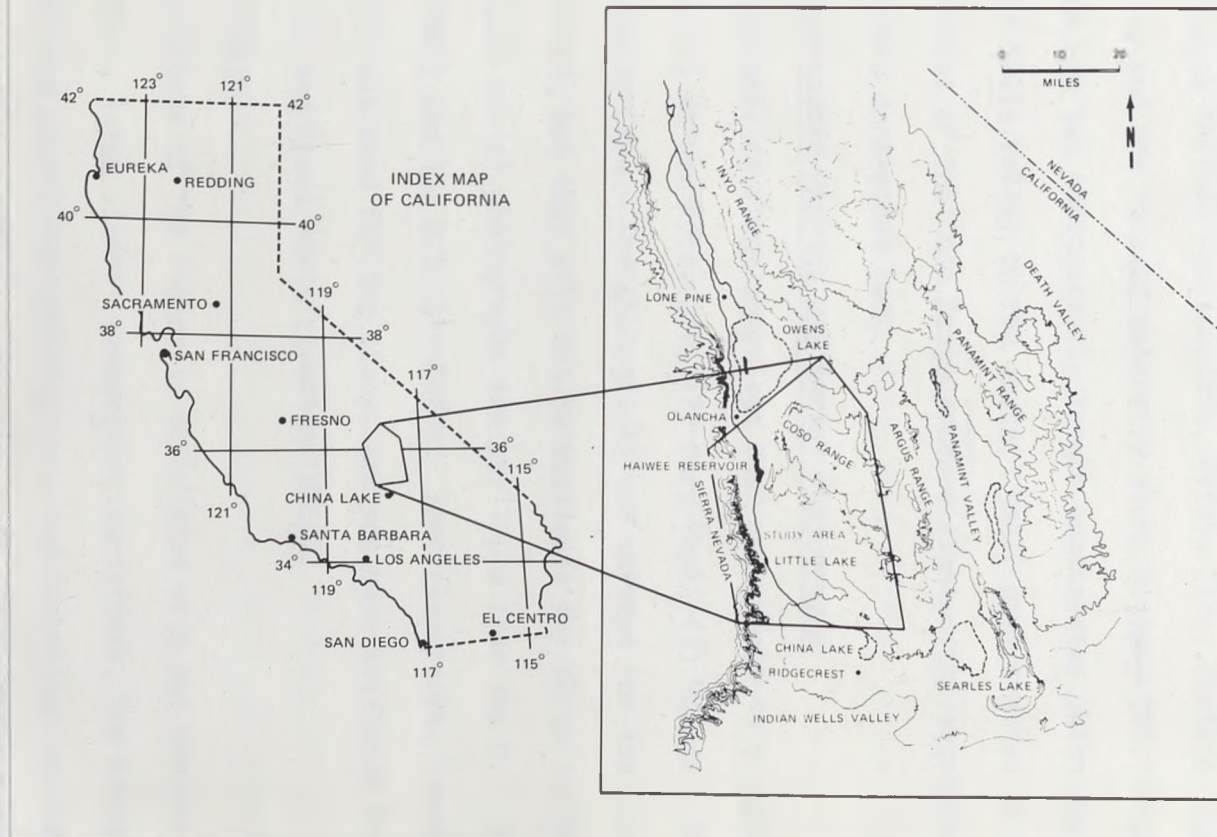 123°
121°
42°
42°
EUREKA
REDDING
INDEX MAP
OF CALIFORNIA
40°
40°
SACRAMENTO
119°
38°
38°
SAN FRANCISCO
117°
FRESNO
36°
36°
115°
CHINA LAKE
121°
SANTA BARBARA
34°
LOS ANGELES
119°
EL CENTRO
SAN DIEGO
117°
115°
0 10 20
MILES
N
NEVADA
CALIFORNIA
INYO RANGE
DEATH VALLEY
LONE PINE
OWENS
LAKE
PANAMINT RANGE
OLANCHA
COSO RANGE
ARGUS RANGE
PANAMINT VALLEY
HAIWEE RESERVOIR
SIERRA NEVADA
STUDY AREA
LITTLE LAKE
CHINA LAKE
RIDGECREST
SEARLES LAKE
INDIAN WELLS VALLEY